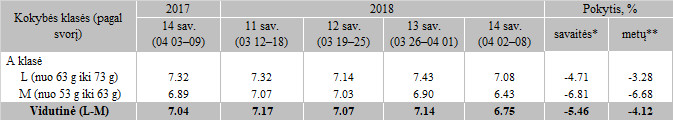 Kokybės klasės (pagal svorį) 2017 2018 Pokytis, %
14 sav. (04 03–09) 11 sav. (03 12–18) 12 sav. (03 19–25) 13 sav. (03 26–04 01) 14 sav. (04 02–08) savaitės* metų**
A klasė
L (nuo 63 g iki 73 g) 7.32 7.32 7.14 7.43 7.08 -4.71 -3.28
M (nuo 53 g iki 63 g) 6.89 7.07 7.03 6.90 6.43 -6.81 -6.68
Vidutinė (L-M) 7.04 7.17 7.07 7.14 6.75 -5.46 -4.12